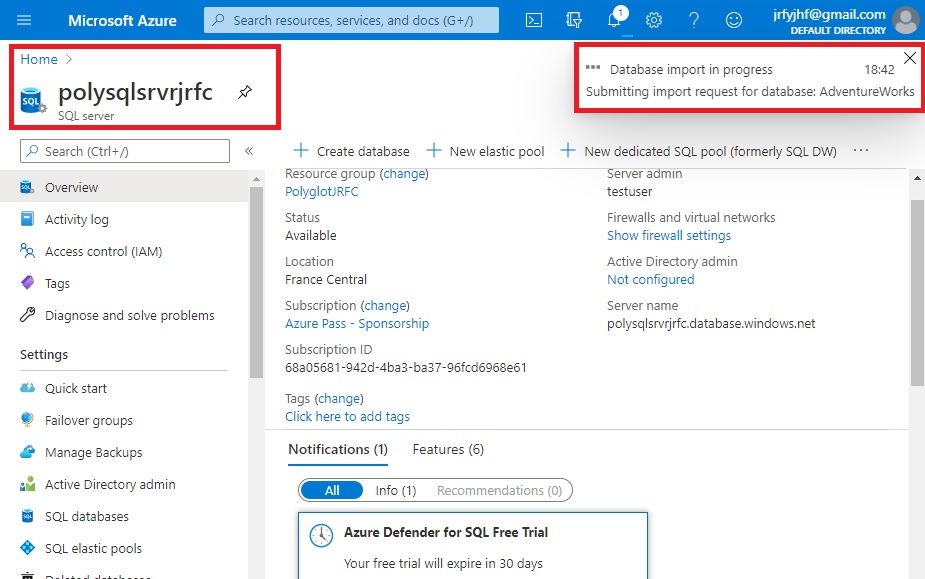 Microsoft Azure
Search resources, services, and docs (G+/)
1
jrfyjhf@gmail.com
DEFAULT DIRECTORY
Home
polysqlsrvrjrfc
SQL server
Database import in progress 18:42
Submitting import request for database: AdventureWorks
Search (Ctrl+/)
Create database
New elastic pool
New dedicated SQL pool (formerly SQL DW)
Overview
Activity log
Access control (IAM)
Tags
Diagnose and solve problems
Settings
Quick start
Failover groups
Manage Backups
Active Directory admin
SQL databases
SQL elastic pools
Deleted databases
Resource group (change)
PolyglotJRFC
Status
Available
Location
France Central
Subscription (change)
Azure Pass - Sponsorship
Subscription ID
68a05681-942d-4ba3-ba37-96fcd6968e61
Tags (change)
Click here to add tags
Server admin
testuser
Firewalls and virtual networks
Show firewall settings
Active Directory admin
Not configured
Server name
polysqlsrvrjrfc.database.windows.net
Notifications (1)
Features (6)
All
Info (1)
Recommendations (0)
Azure Defender for SQL Free Trial
Your free trial will expire in 30 days